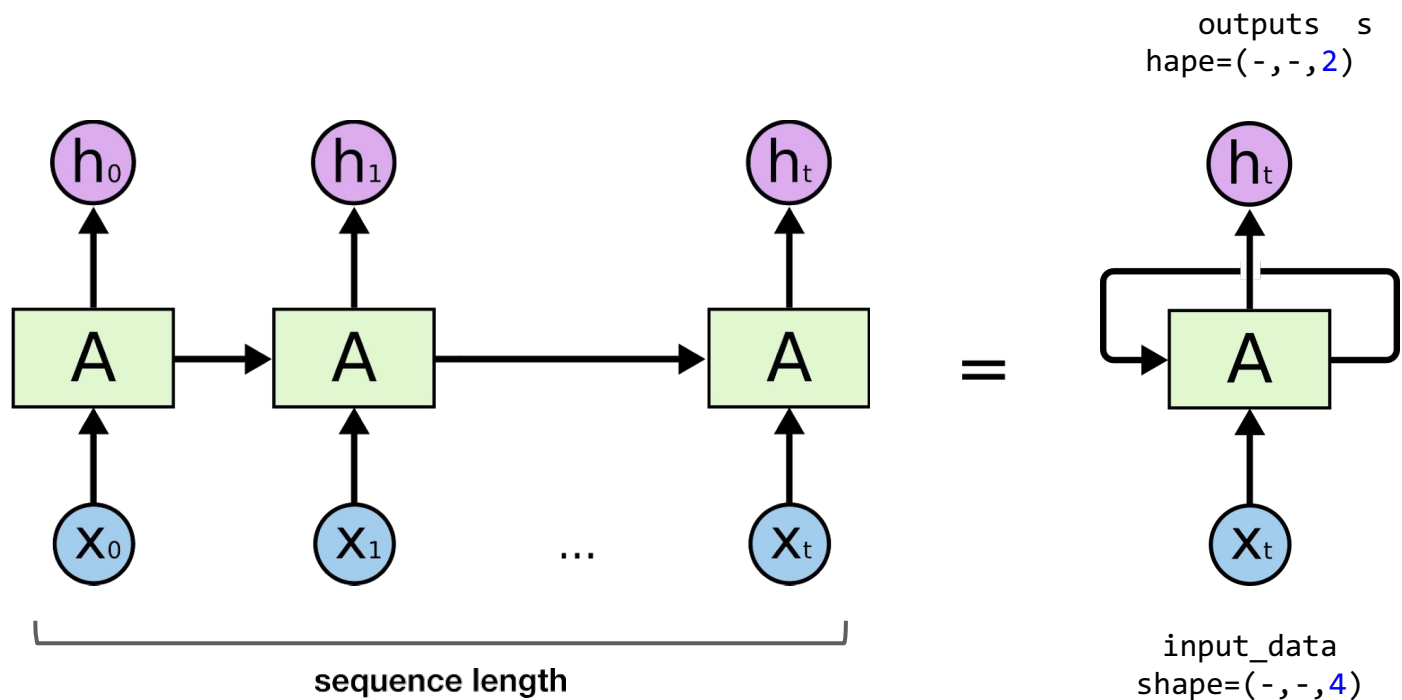 outputs s
hape=(-,-,2)
h0
h1
ht
ht
A
A
A
=
A
x0
x1
...
xt
xt
sequence length
input_data
shape=(-,-,4)